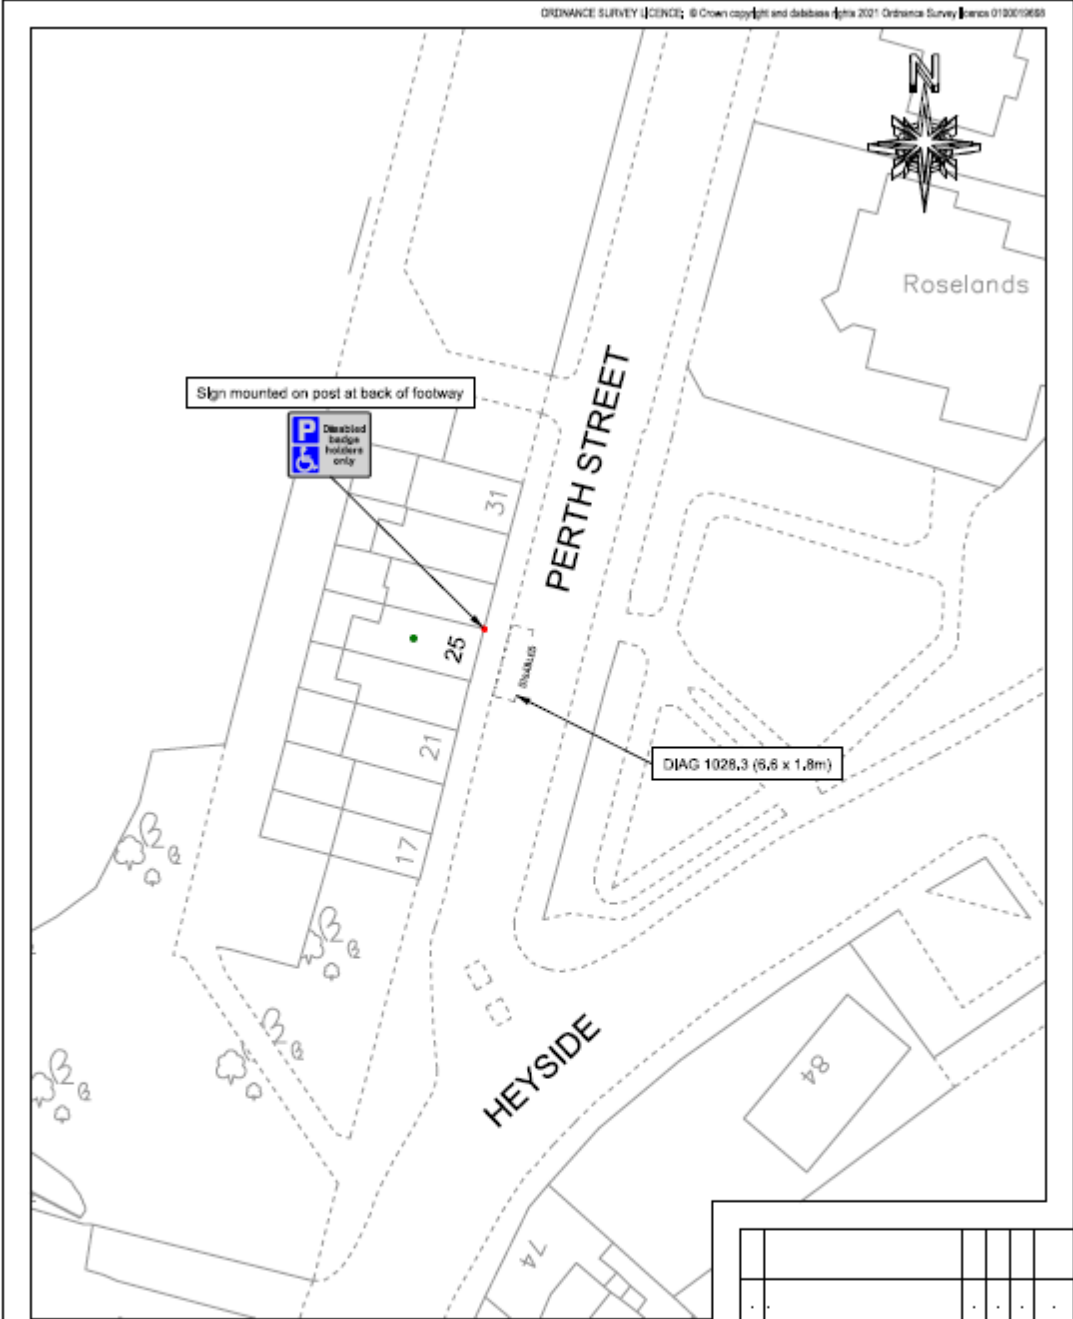 ORDNANCE SURVEY LICENCE; © Crown copyright and database rights 2021 Ordnance Survey licence 0100019668
N
Roselands
Sign mounted on post at back of footway
P
Disabled
badge
holders
only
PERTH STREET
31
25
DISABLED
21
DIAG 1028.3 (6.6 x 1.8m)
17
HEYSIDE
84
74